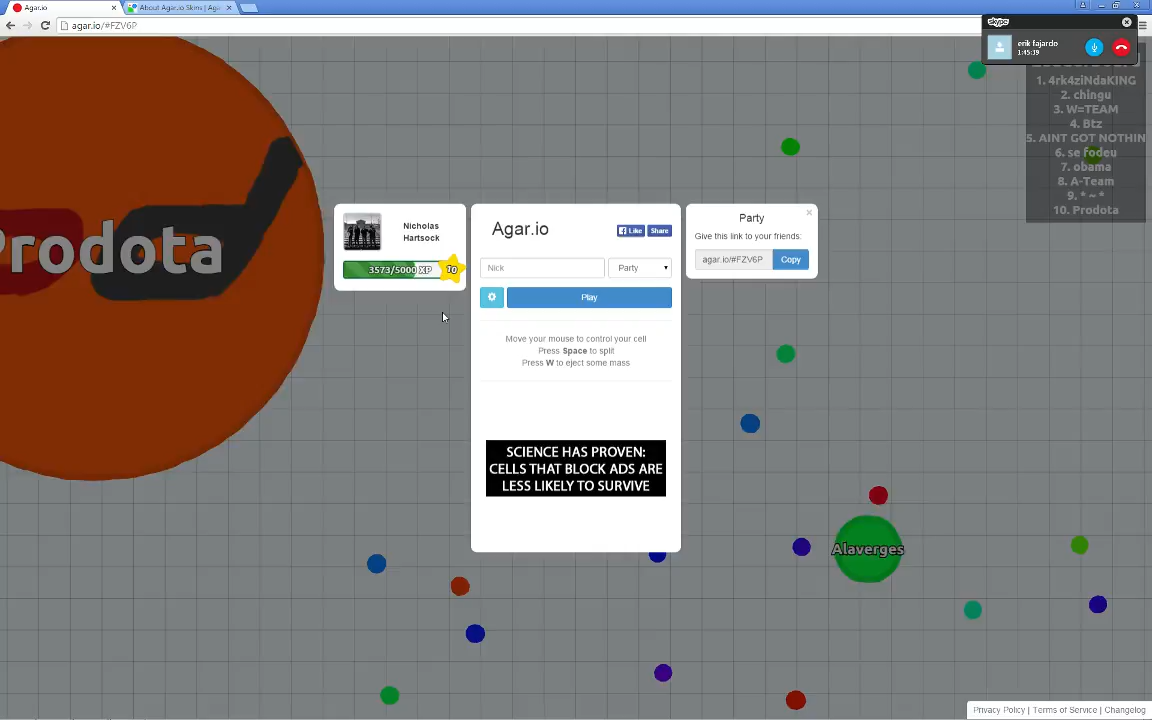 Agar.io
About Agar.io Skins | Aga
agar.io/#FZV6P
skype
erik fajardo
1:45:39
1. 4rk4ziNdaKING
2. chingu
3. W=TEAM
4. Btz
5. AINT GOT NOTHIN
6. se fodeu
7. obama
8. A-Team
9. * ~ *
10. Prodota
Prodota
Nicholas
Hartsock
3573/5000 XP
10
Agar.io
Like
Share
Nick
Party
Play
Move your mouse to control your cell
Press Space to split
Press W to eject some mass
SCIENCE HAS PROVEN:
CELLS THAT BLOCK ADS ARE
LESS LIKELY TO SURVIVE
Party
Give this link to your friends:
agar.io/#FZV6P
Copy
Alaverges
Privacy Policy | Terms of Service | Changelog